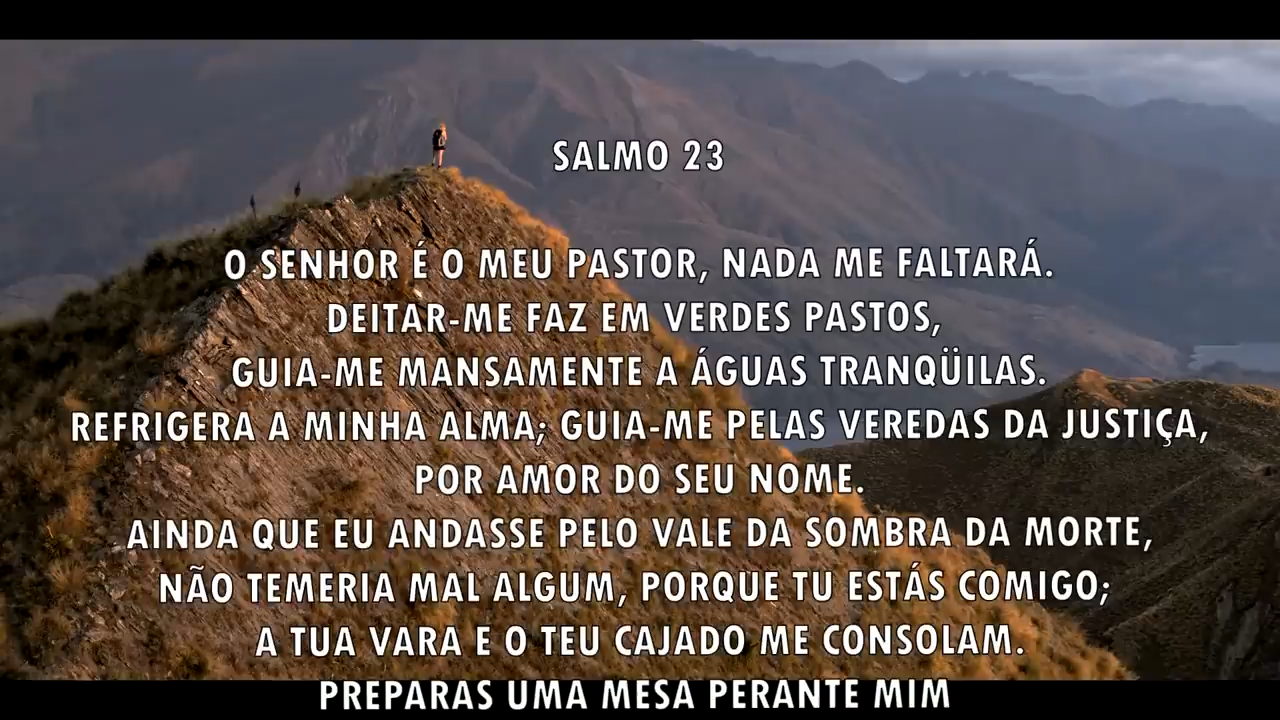 SALMO 23
O SENHOR É O MEU PASTOR, NADA ME FALTARÁ.
DEITAR-ME FAZ EM VERDES PASTOS,
GUIA-ME MANSAMENTE A ÁGUAS TRANQÜILAS.
REFRIGERA A MINHA ALMA; GUIA-ME PELAS VEREDAS DA JUSTIÇA,
POR AMOR DO SEU NOME.
AINDA QUE EU ANDASSE PELO VALE DA SOMBRA DA MORTE,
NÃO TEMERIA MAL ALGUM, PORQUE TU ESTÁS COMIGO;
A TUA VARA E O TEU CAJADO ME CONSOLAM.
PREPARAS UMA MESA PERANTE MIM